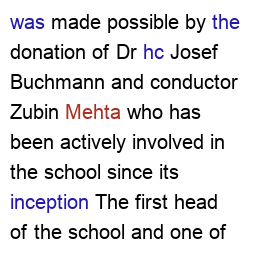 was made possible by the
donation of Dr hc Josef
Buchmann and conductor
Zubin Mehta who has
been actively involved in
the school since its
inception The first head
of the school and one of